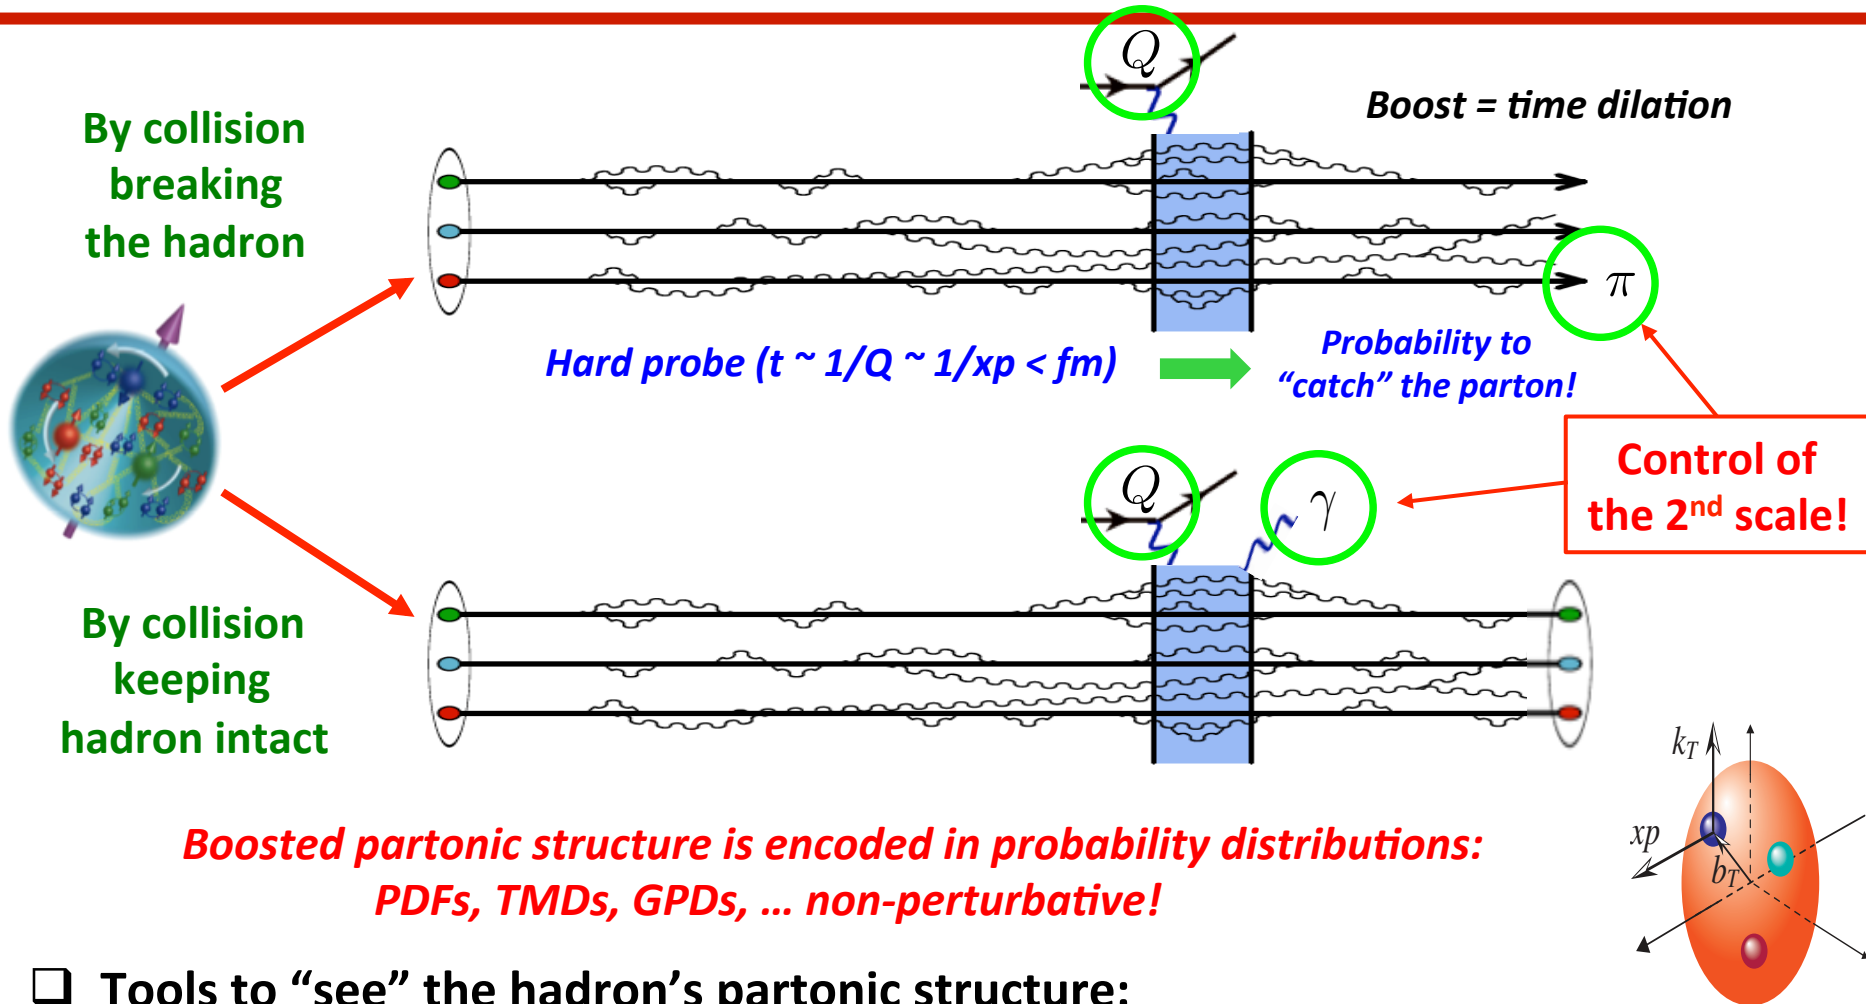 Q
Boost = time dilation
By collision
breaking
the hadron
π
Hard probe (t ~ 1/Q ~ 1/xp < fm)
Probability to
“catch” the parton!
Control of
the 2nd scale!
Q
γ
By collision
keeping
hadron intact
k_T
xp
b_T
Boosted partonic structure is encoded in probability distributions:
PDFs, TMDs, GPDs, … non-perturbative!
❑ Tools to “see” the hadron’s partonic structure: